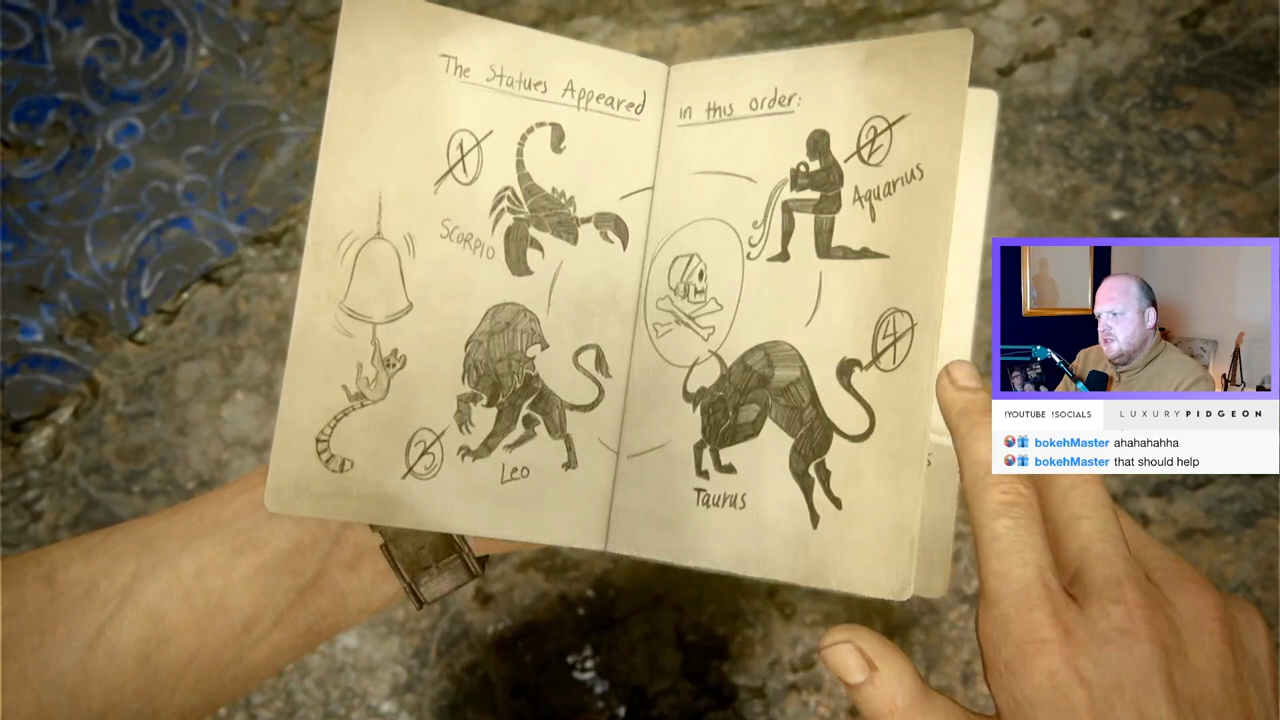 The Statues Appeared in this order:
1
2
SCORPIO
Aquarius
3
4
Leo
Taurus
s
!YOUTUBE !SOCIALS
LUXURYPIDGEON
bokehMaster ahahahahha
bokehMaster that should help